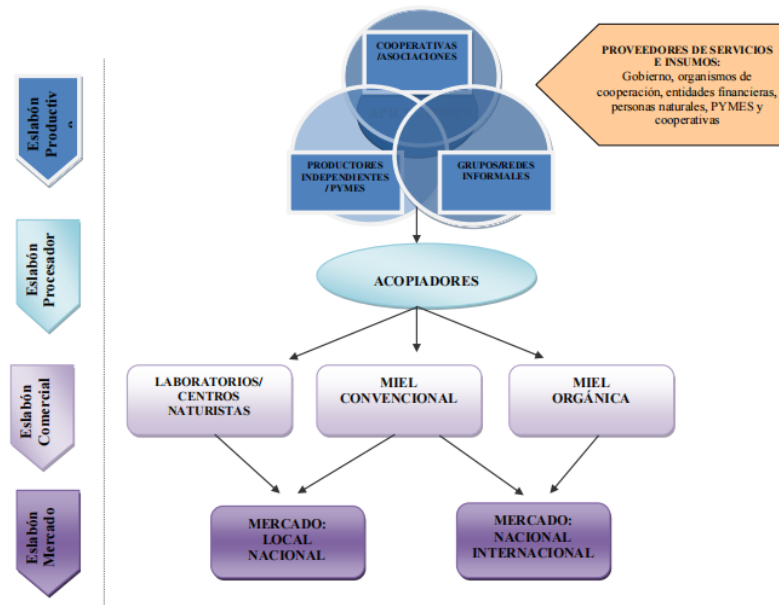 COOPERATIVAS
/ASOCIACIONES
PROVEEDORES DE SERVICIOS
E INSUMOS:
Gobierno, organismos de
cooperación, entidades financieras,
personas naturales, PYMES y
cooperativas
Eslabón
Productiv
o
PRODUCTORES
INDEPENDIENTES
/ PYMES
GRUPOS/REDES
INFORMALES
Eslabón
Procesador
ACOPIADORES
Eslabón
Comercial
LABORATORIOS/
CENTROS
NATURISTAS
MIEL
CONVENCIONAL
MIEL
ORGÁNICA
Eslabón
Mercado
MERCADO:
LOCAL
NACIONAL
MERCADO:
NACIONAL
INTERNACIONAL